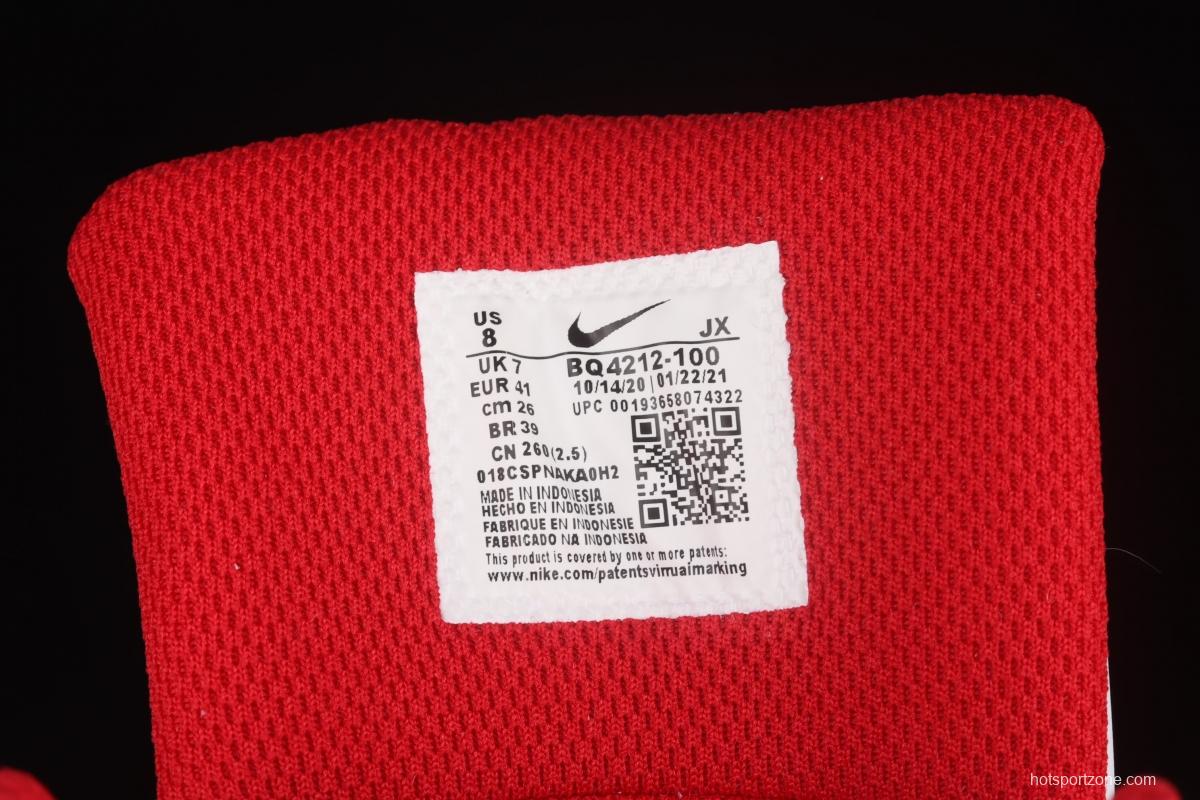 US
8
JX
UK 7
BQ4212-100
EUR 41
10/14/20 | 01/22/21
cm 26
UPC 00193658074322
BR 39
CN 260(2.5)
018CSPNAKA0H2
MADE IN INDONESIA
HECHO EN INDONESIA
FABRIQUE EN INDONESIE
FABRICADO NA INDONESIA
This product is covered by one or more patents:
www.nike.com/patentsvirruaimarking
hotsportzone.com